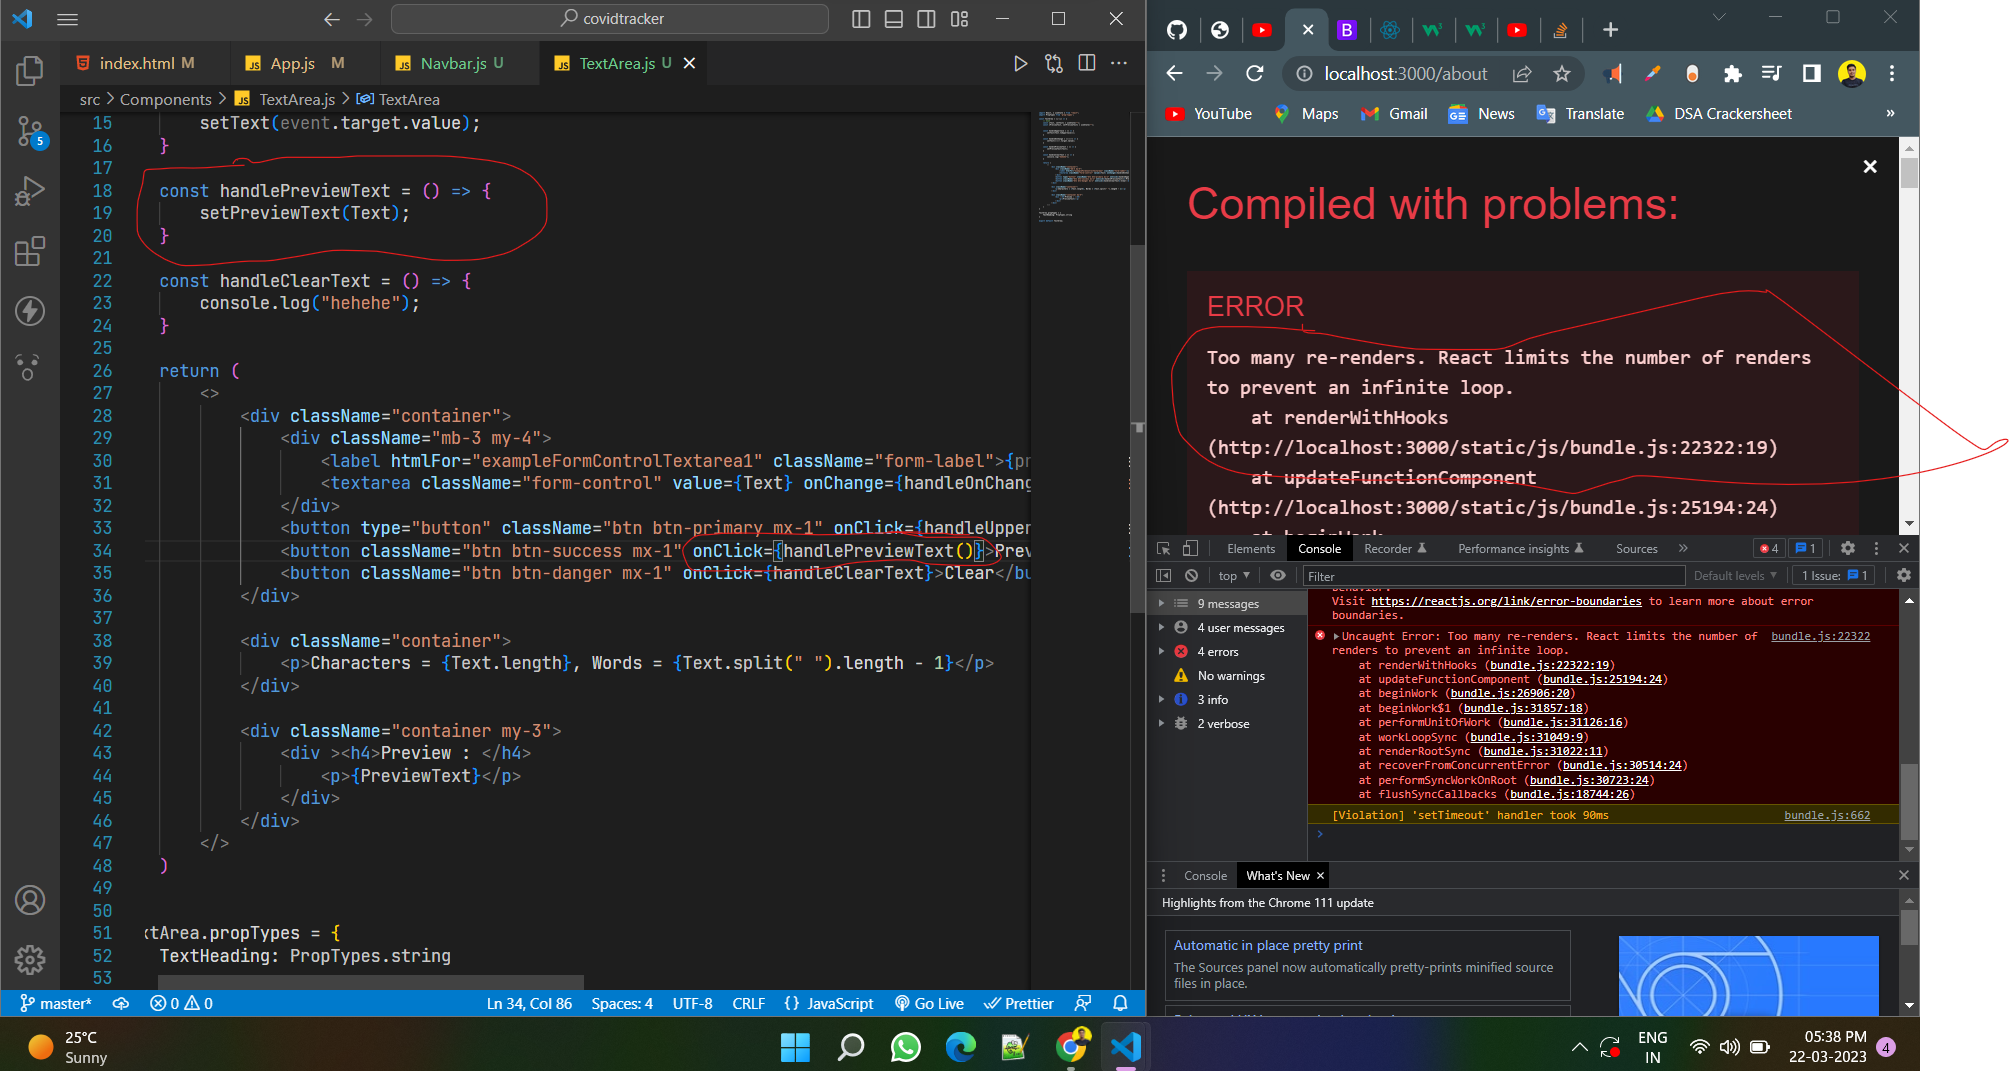 covidtracker
index.html M
App.js M
Navbar.js U
TextArea.js U
src > Components > TextArea.js > TextArea
15 setText(event.target.value);
16 }
17
18 const handlePreviewText = () => {
19 setPreviewText(Text);
20 }
21
22 const handleClearText = () => {
23 console.log("hehehe");
24 }
25
26 return (
27 <>
28 <div className="container">
29 <div className="mb-3 my-4">
30 <label htmlFor="exampleFormControlTextarea1" className="form-label">{pr
31 <textarea className="form-control" value={Text} onChange={handleOnChang
32 </div>
33 <button type="button" className="btn btn-primary mx-1" onClick={handleUpper
34 <button className="btn btn-success mx-1" onClick={handlePreviewText()}>Prev
35 <button className="btn btn-danger mx-1" onClick={handleClearText}>Clear</bu
36 </div>
37
38 <div className="container">
39 <p>Characters = {Text.length}, Words = {Text.split(" ").length - 1}</p>
40 </div>
41
42 <div className="container my-3">
43 <div ><h4>Preview : </h4>
44 <p>{PreviewText}</p>
45 </div>
46 </div>
47 </>
48 )
49
50
51 xtArea.propTypes = {
52 TextHeading: PropTypes.string
53
5
master* 0 0 Ln 34, Col 86 Spaces: 4 UTF-8 CRLF {} JavaScript Go Live Prettier
localhost:3000/about
YouTube Maps Gmail News Translate DSA Crackersheet »
Compiled with problems:
ERROR
Too many re-renders. React limits the number of renders
to prevent an infinite loop.
at renderWithHooks
(http://localhost:3000/static/js/bundle.js:22322:19)
at updateFunctionComponent
(http://localhost:3000/static/js/bundle.js:25194:24)
at beginWork
Elements Console Recorder Performance insights Sources » 4 1
top Filter Default levels 1 Issue: 1
9 messages
4 user messages
4 errors
No warnings
3 info
2 verbose
behavior.
Visit https://reactjs.org/link/error-boundaries to learn more about error
boundaries.
Uncaught Error: Too many re-renders. React limits the number of bundle.js:22322
renders to prevent an infinite loop.
at renderWithHooks (bundle.js:22322:19)
at updateFunctionComponent (bundle.js:25194:24)
at beginWork (bundle.js:26906:20)
at beginWork$1 (bundle.js:31857:18)
at performUnitOfWork (bundle.js:31126:16)
at workLoopSync (bundle.js:31049:9)
at renderRootSync (bundle.js:31022:11)
at recoverFromConcurrentError (bundle.js:30514:24)
at performSyncWorkOnRoot (bundle.js:30723:24)
at flushSyncCallbacks (bundle.js:18744:26)
[Violation] 'setTimeout' handler took 90ms bundle.js:662
Console What's New
Highlights from the Chrome 111 update
Automatic in place pretty print
The Sources panel now automatically pretty-prints minified source
files in place.
25°C
Sunny
ENG
IN
05:38 PM
22-03-2023
4